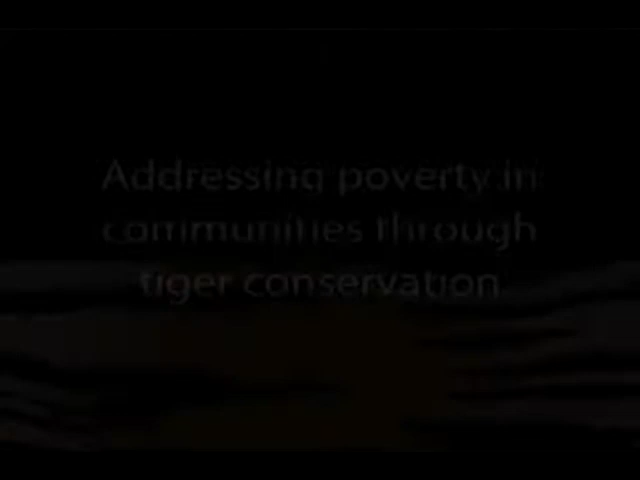 Addressing poverty in
communities through
tiger conservation